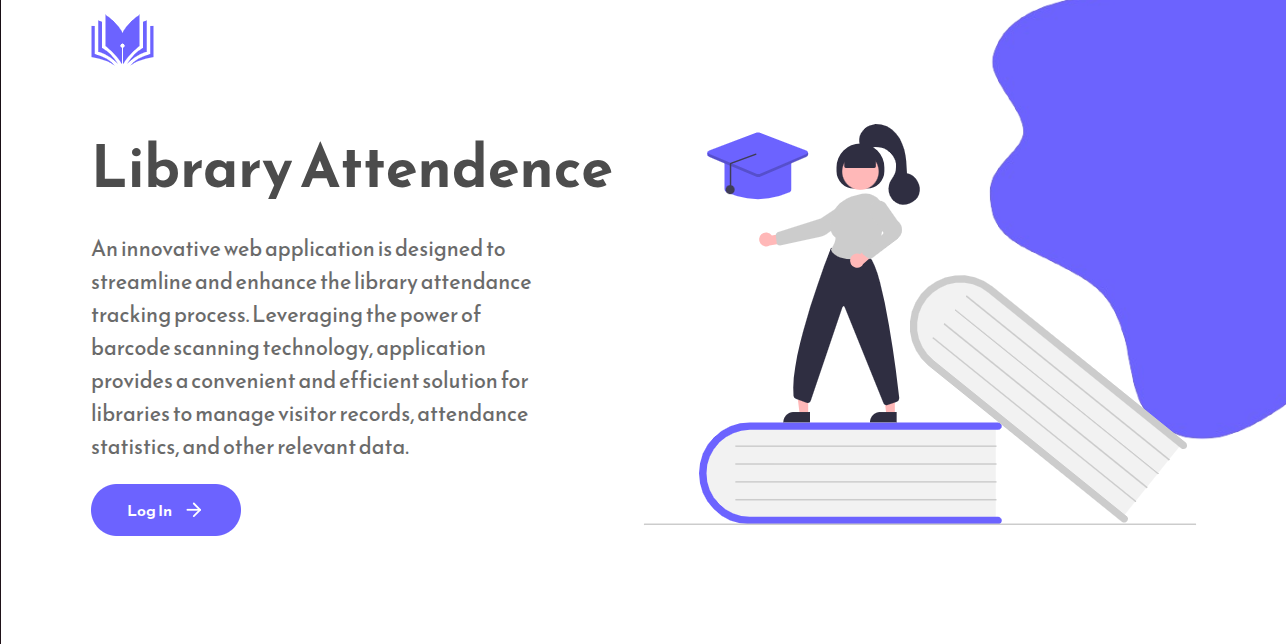 Library Attendence
An innovative web application is designed to
streamline and enhance the library attendance
tracking process. Leveraging the power of
barcode scanning technology, application
provides a convenient and efficient solution for
libraries to manage visitor records, attendance
statistics, and other relevant data.
Log In